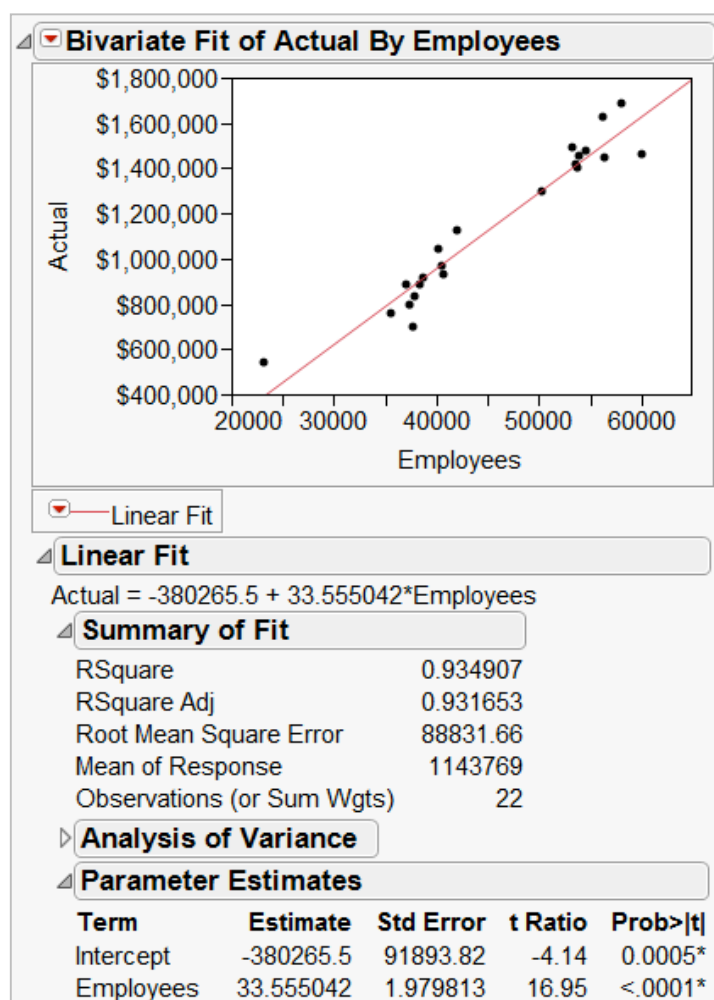 Bivariate Fit of Actual By Employees
$1,800,000
$1,600,000
$1,400,000
$1,200,000
$1,000,000
$800,000
$600,000
$400,000
Actual
20000 30000 40000 50000 60000
Employees
Linear Fit
Linear Fit
Actual = -380265.5 + 33.555042*Employees
Summary of Fit
RSquare 0.934907
RSquare Adj 0.931653
Root Mean Square Error 88831.66
Mean of Response 1143769
Observations (or Sum Wgts) 22
Analysis of Variance
Parameter Estimates
Term Estimate Std Error t Ratio Prob>|t|
Intercept -380265.5 91893.82 -4.14 0.0005*
Employees 33.555042 1.979813 16.95 <.0001*